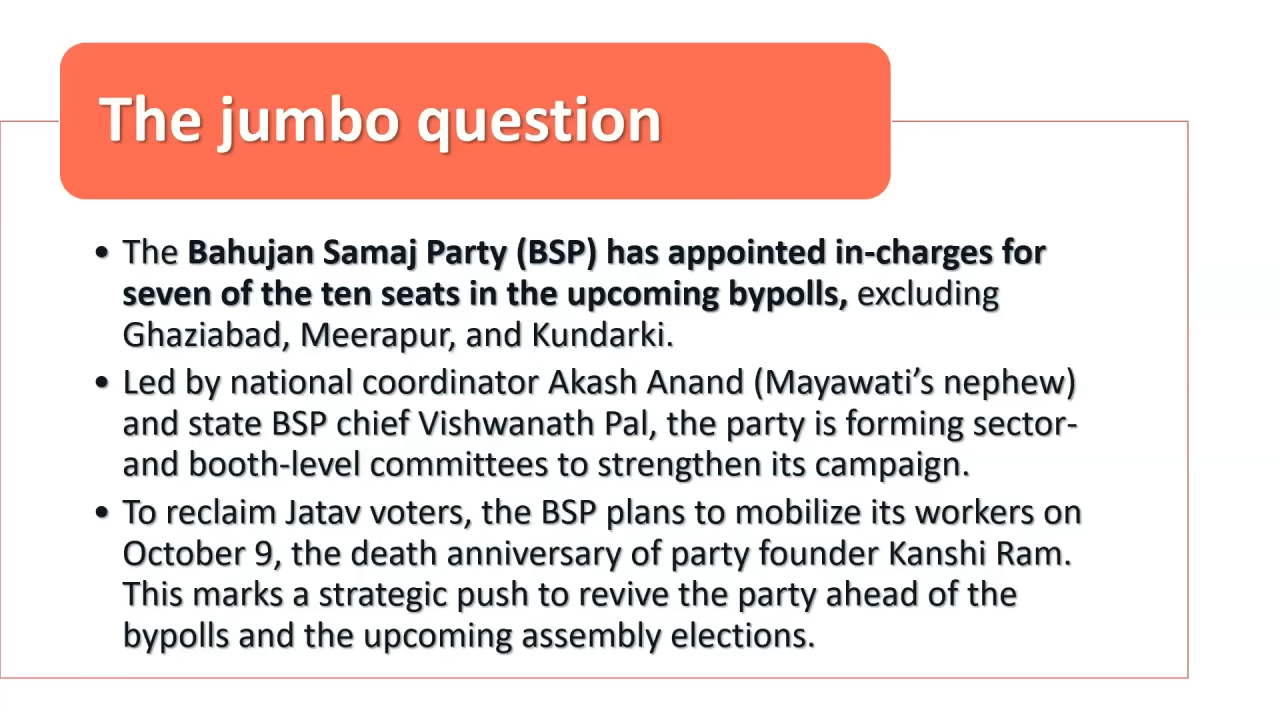 The jumbo question
• The Bahujan Samaj Party (BSP) has appointed in-charges for
seven of the ten seats in the upcoming bypolls, excluding
Ghaziabad, Meerapur, and Kundarki.
• Led by national coordinator Akash Anand (Mayawati’s nephew)
and state BSP chief Vishwanath Pal, the party is forming sector-
and booth-level committees to strengthen its campaign.
• To reclaim Jatav voters, the BSP plans to mobilize its workers on
October 9, the death anniversary of party founder Kanshi Ram.
This marks a strategic push to revive the party ahead of the
bypolls and the upcoming assembly elections.